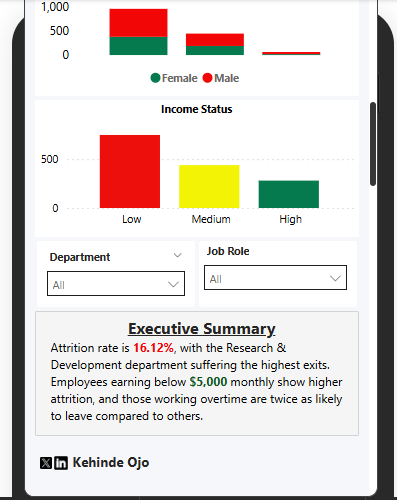 1,000
500
0
Female Male
Income Status
500
0
Low Medium High
Department
Job Role
All
All
Executive Summary
Attrition rate is 16.12%, with the Research &
Development department suffering the highest exits.
Employees earning below $5,000 monthly show higher
attrition, and those working overtime are twice as likely
to leave compared to others.
X in Kehinde Ojo